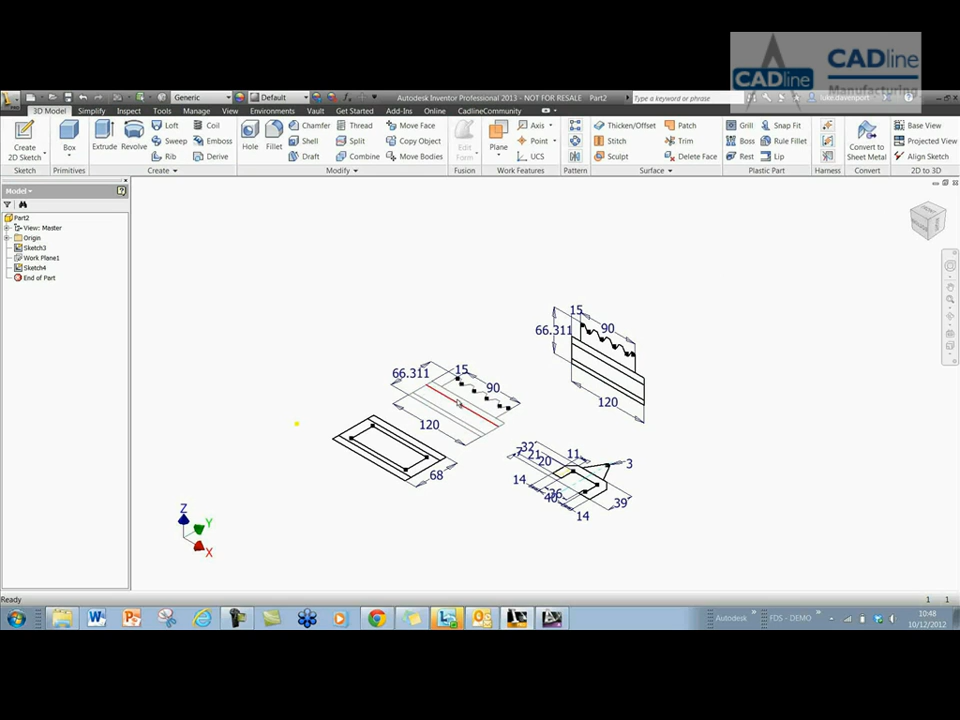 CADline
Manufacturing
CADline
Generic
Default
Autodesk Inventor Professional 2013 - NOT FOR RESALE Part2
Type a keyword or phrase
3D Model
Simplify
Inspect
Tools
Manage
View
Environments
Vault
Get Started
Online
CadlineCommunity
Create
2D Sketch
Box
Extrude
Revolve
Loft
Sweep
Rib
Coil
Emboss
Derive
Hole
Fillet
Chamfer
Shell
Draft
Thread
Split
Combine
Move Face
Copy Object
Move Bodies
Edit
Form
Plane
Axis
Point
UCS
Thicken/Offset
Stitch
Sculpt
Patch
Trim
Delete Face
Grill
Boss
Rest
Snap Fit
Rule Fillet
Lip
Convert to
Sheet Metal
Base View
Projected View
Align Sketch
Sketch
Primitives
Create
Modify
Fusion
Work Features
Pattern
Surface
Plastic Part
Harness
Convert
2D to 3D
Model
Part2
View: Master
Origin
Sketch3
Work Plane1
Sketch4
End of Part
15
90
66.311
120
66.311
15
90
120
68
32
21
20
11
3
14
36
40
39
14
Z
Y
X
Ready
1 1
Autodesk
FDS - DEMO
10:48
10/12/2012